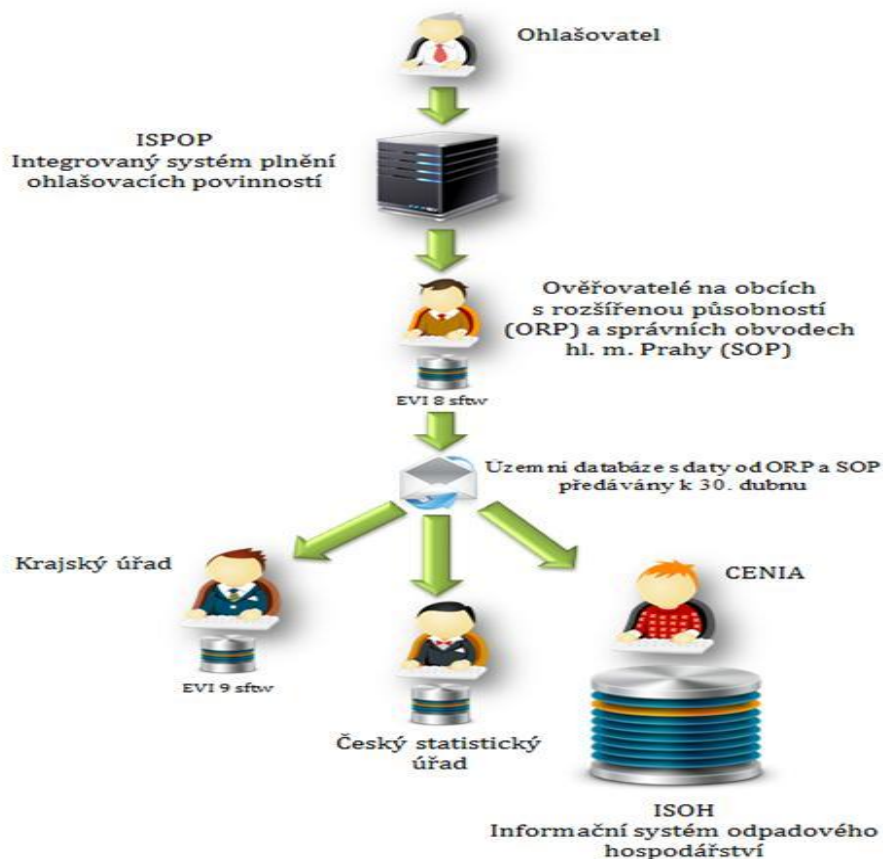 Ohlašovatel
ISPOP
Integrovaný systém plnění
ohlašovacích povinností
Ověřovatelé na obcích
s rozšířenou působností
(ORP) a správních obvodech
hl. m. Prahy (SOP)
EVI 8 sftw
Územní databáze s daty od ORP a SOP
předávány k 30. dubnu
Krajský úřad
CENIA
EVI 9 sftw
Český statistický
úřad
ISOH
Informační systém odpadového
hospodářství